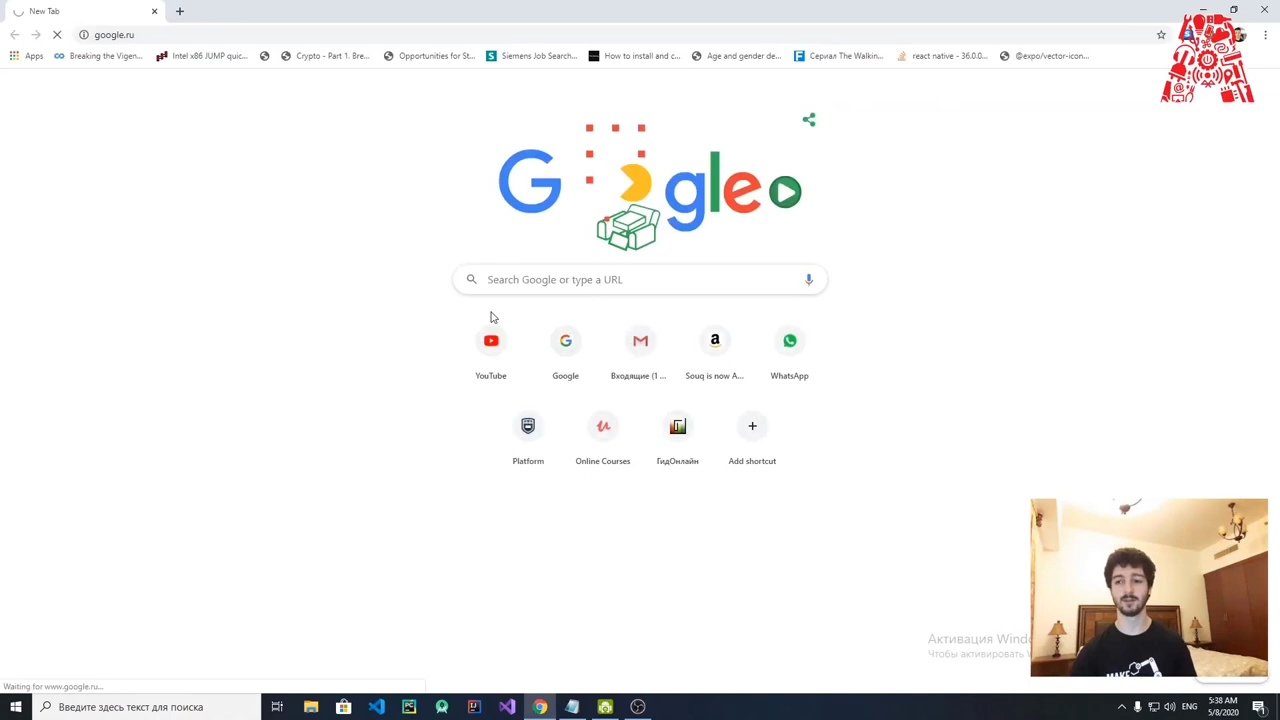 New Tab
google.ru
Apps
Breaking the Vigen...
Intel x86 JUMP quic...
Crypto - Part 1. Bre...
Opportunities for St...
Siemens Job Search...
How to install and c...
Age and gender de...
Сериал The Walkin...
react native - 36.0.0...
@expo/vector-icon...
Google
Search Google or type a URL
YouTube
Google
Входящие (1 ...
Souq is now A...
WhatsApp
Platform
Online Courses
ГидОнлайн
Add shortcut
MAKE
Активация Windo
Чтобы активировать W
Waiting for www.google.ru...
Введите здесь текст для поиска
ENG
5:38 AM
5/8/2020